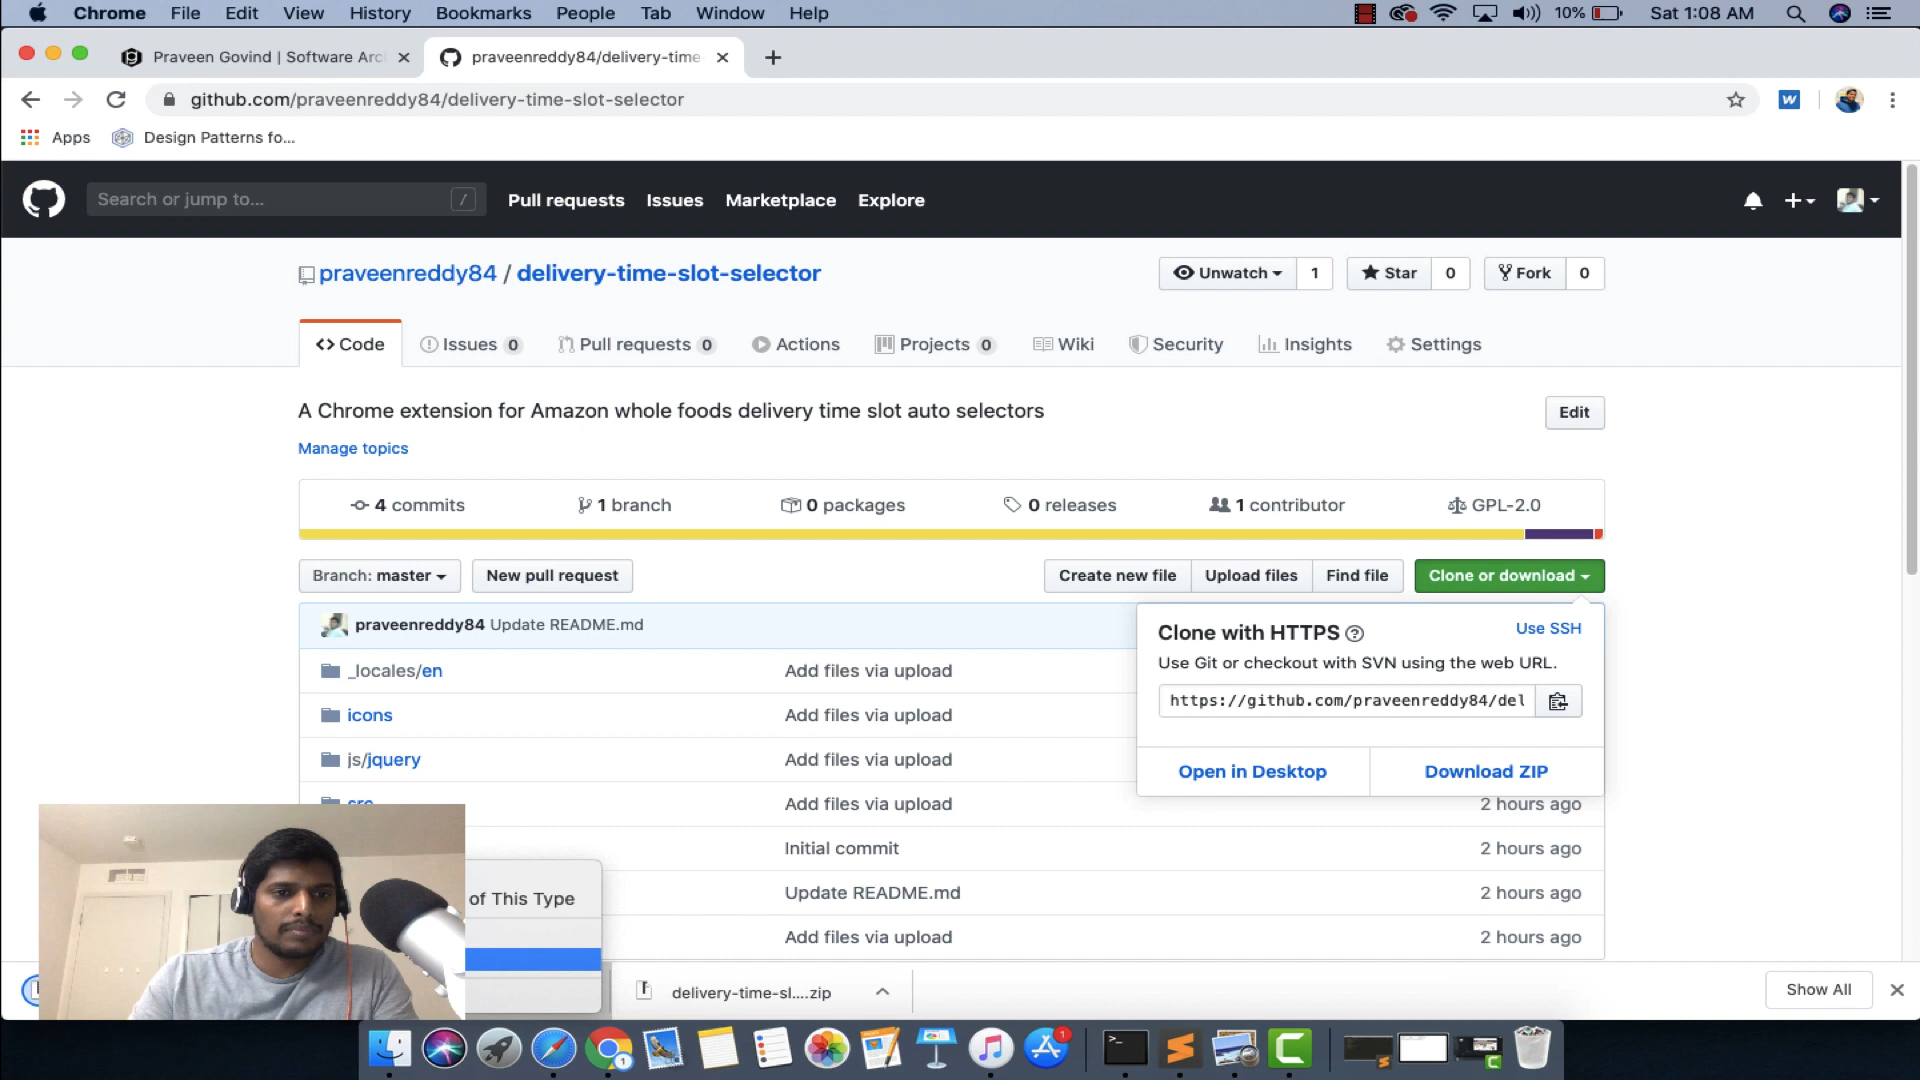 Chrome File Edit View History Bookmarks People Tab Window Help 10% Sat 1:08 AM
Praveen Govind | Software Arc praveenreddy84/delivery-time-
github.com/praveenreddy84/delivery-time-slot-selector
Apps Design Patterns fo...
Search or jump to... / Pull requests Issues Marketplace Explore
praveenreddy84 / delivery-time-slot-selector Unwatch 1 Star 0 Fork 0
Code Issues 0 Pull requests 0 Actions Projects 0 Wiki Security Insights Settings
A Chrome extension for Amazon whole foods delivery time slot auto selectors Edit
Manage topics
4 commits 1 branch 0 packages 0 releases 1 contributor GPL-2.0
Branch: master New pull request Create new file Upload files Find file Clone or download
praveenreddy84 Update README.md
Clone with HTTPS Use SSH
Use Git or checkout with SVN using the web URL.
https://github.com/praveenreddy84/del
Open in Desktop Download ZIP
_locales/en Add files via upload
icons Add files via upload
js/jquery Add files via upload
src Add files via upload 2 hours ago
Initial commit 2 hours ago
Update README.md 2 hours ago
Add files via upload 2 hours ago
of This Type
delivery-time-sl....zip Show All
1
1